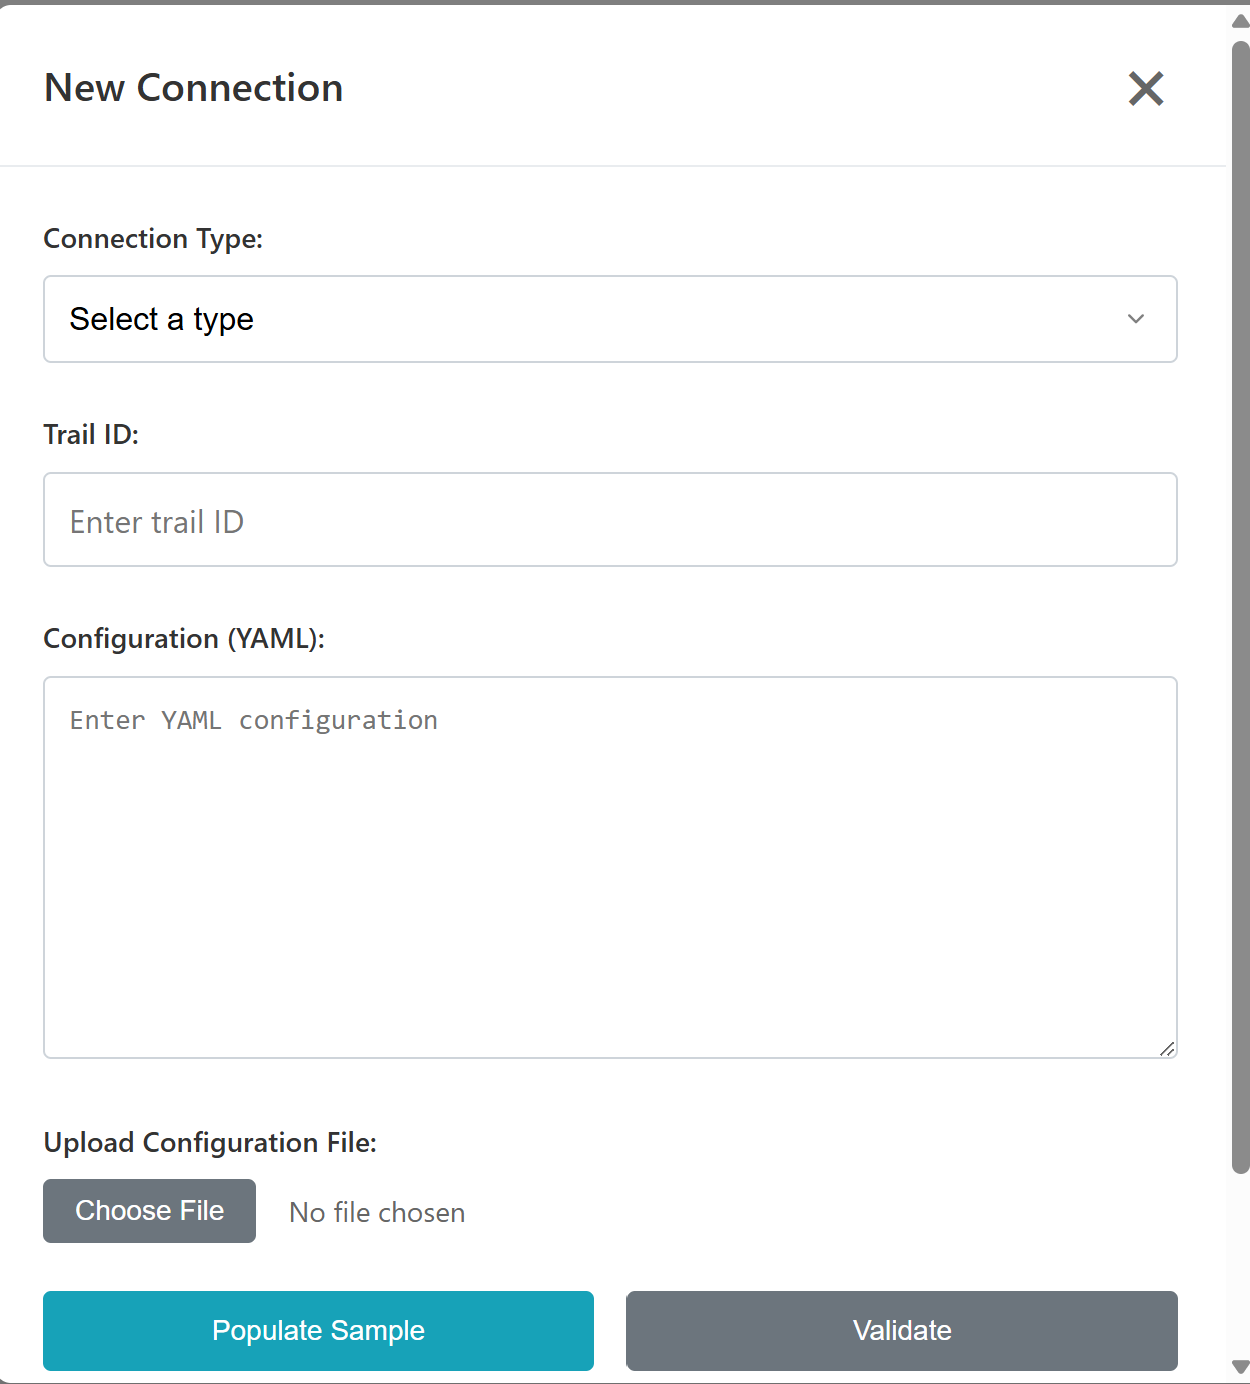 New Connection
Connection Type:
Select a type
Trail ID:
Enter trail ID
Configuration (YAML):
Enter YAML configuration
Upload Configuration File:
Choose File No file chosen
Populate Sample Validate